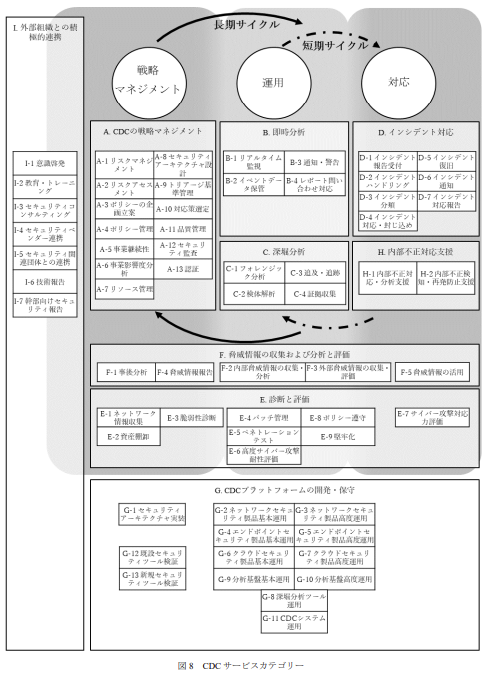 I. 外部組織との積
極的連携
長期サイクル
短期サイクル
戦略
マネジメント
運用
対応
A. CDCの戦略マネジメント
A-1 リスクマネジ
メント
A-8 セキュリティ
アーキテクチャ設
計
A-2 リスクアセス
メント
A-9 トリアージ基
準管理
A-3 ポリシーの企
画立案
A-10 対応策選定
A-4 ポリシー管理
A-11 品質管理
A-5 事業継続性
A-12 セキュリ
ティ監査
A-6 事業影響度分
析
A-13 認証
A-7 リソース管理
B. 即時分析
B-1 リアルタイム
監視
B-3 通知・警告
B-2 イベントデー
タ保管
B-4 レポート問い
合わせ対応
C. 深掘分析
C-1 フォレンジッ
ク分析
C-3 追及・追跡
C-2 検体解析
C-4 証拠収集
D. インシデント対応
D-1 インシデント
報告受付
D-5 インシデント
復旧
D-2 インシデント
ハンドリング
D-6 インシデント
通知
D-3 インシデント
分類
D-7 インシデント
対応報告
D-4 インシデント
対応・封じ込め
H. 内部不正対応支援
H-1 内部不正対
応・分析支援
H-2 内部不正検
知・再発防止支援
I-1 意識啓発
I-2 教育・トレーニ
ング
I-3 セキュリティコ
ンサルティング
I-4 セキュリティベ
ンダー連携
I-5 セキュリティ関
連団体との連携
I-6 技術報告
I-7 幹部向けセキュ
リティ報告
F. 脅威情報の収集および分析と評価
F-1 事後分析
F-4 脅威情報報告
F-2 内部脅威情報の収集・
分析
F-3 外部脅威情報の収集・
評価
F-5 脅威情報の活用
E. 診断と評価
E-1 ネットワーク
情報収集
E-3 脆弱性診断
E-4 パッチ管理
E-8 ポリシー遵守
E-7 サイバー攻撃対応
力評価
E-2 資産棚卸
E-5 ペネトレーション
テスト
E-9 堅牢化
E-6 高度サイバー攻撃
耐性評価
G. CDCプラットフォームの開発・保守
G-1 セキュリティ
アーキテクチャ実装
G-2 ネットワークセキュ
リティ製品基本運用
G-3 ネットワークセキュ
リティ製品高度運用
G-4 エンドポイントセ
キュリティ製品基本運用
G-5 エンドポイントセ
キュリティ製品高度運用
G-12 既設セキュ
リティツール検証
G-6 クラウドセキュリ
ティ製品基本運用
G-7 クラウドセキュリ
ティ製品高度運用
G-13 新規セキュ
リティツール検証
G-9 分析基盤基本運用
G-10 分析基盤高度運用
G-8 深掘分析ツール
運用
G-11 CDCシステム
運用
図 8 CDC サービスカテゴリー